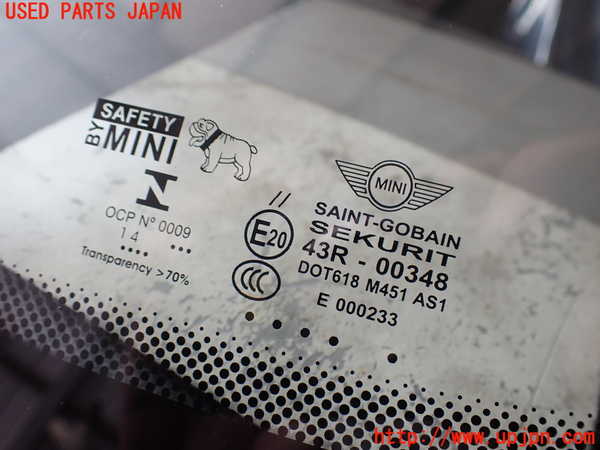 USED PARTS JAPAN
SAFETY
BY MINI
OCP N° 0009
14
Transparency >70%
//
E20
CCC
MINI
SAINT-GOBAIN
SEKURIT
43R - 00348
DOT618 M451 AS1
E 000233
http://www.upjpn.com/